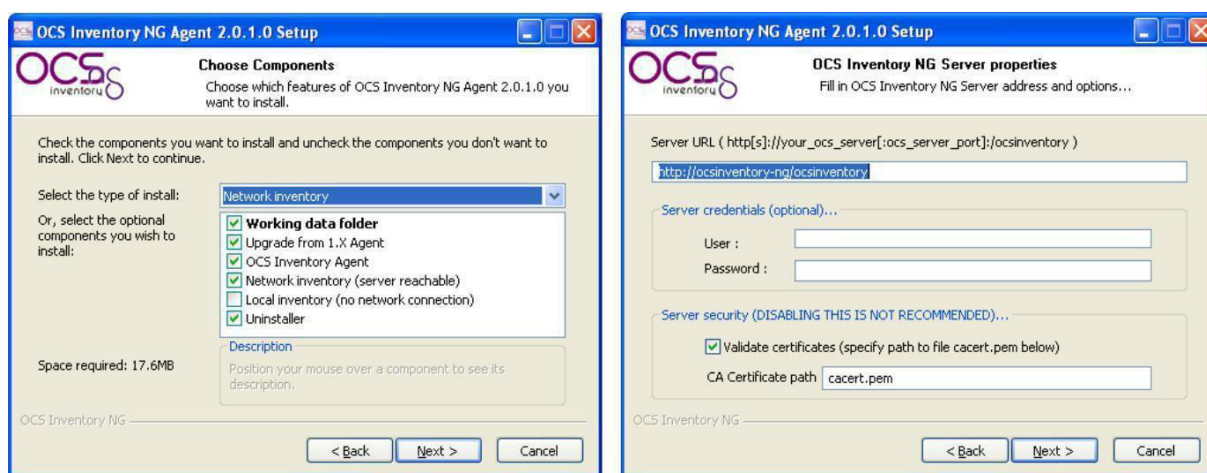 OCS Inventory NG Agent 2.0.1.0 Setup
OCSng
inventory
Choose Components
Choose which features of OCS Inventory NG Agent 2.0.1.0 you
want to install.
Check the components you want to install and uncheck the components you don't want to
install. Click Next to continue.
Select the type of install:
Network inventory
Or, select the optional
components you wish to
install:
Working data folder
Upgrade from 1.X Agent
OCS Inventory Agent
Network inventory (server reachable)
Local inventory (no network connection)
Uninstaller
Space required: 17.6MB
Description
Position your mouse over a component to see its
description.
OCS Inventory NG
< Back
Next >
Cancel
OCS Inventory NG Agent 2.0.1.0 Setup
OCSng
inventory
OCS Inventory NG Server properties
Fill in OCS Inventory NG Server address and options...
Server URL ( http[s]://your_ocs_server[:ocs_server_port]:/ocsinventory )
http://ocsinventory-ng/ocsinventory
Server credentials (optional)...
User :
Password :
Server security (DISABLING THIS IS NOT RECOMMENDED)...
Validate certificates (specify path to file cacert.pem below)
CA Certificate path cacert.pem
OCS Inventory NG
< Back
Next >
Cancel